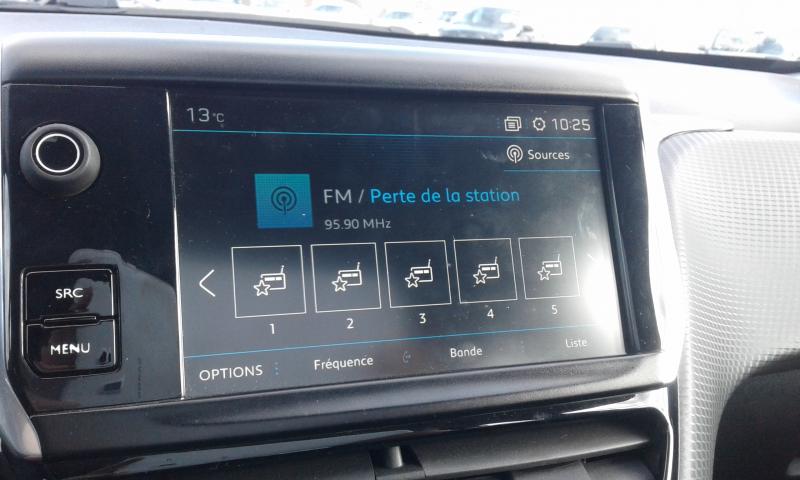 13°C 10:25
Sources
FM / Perte de la station
95.90 MHz
1 2 3 4 5
SRC
MENU
OPTIONS Fréquence Bande Liste